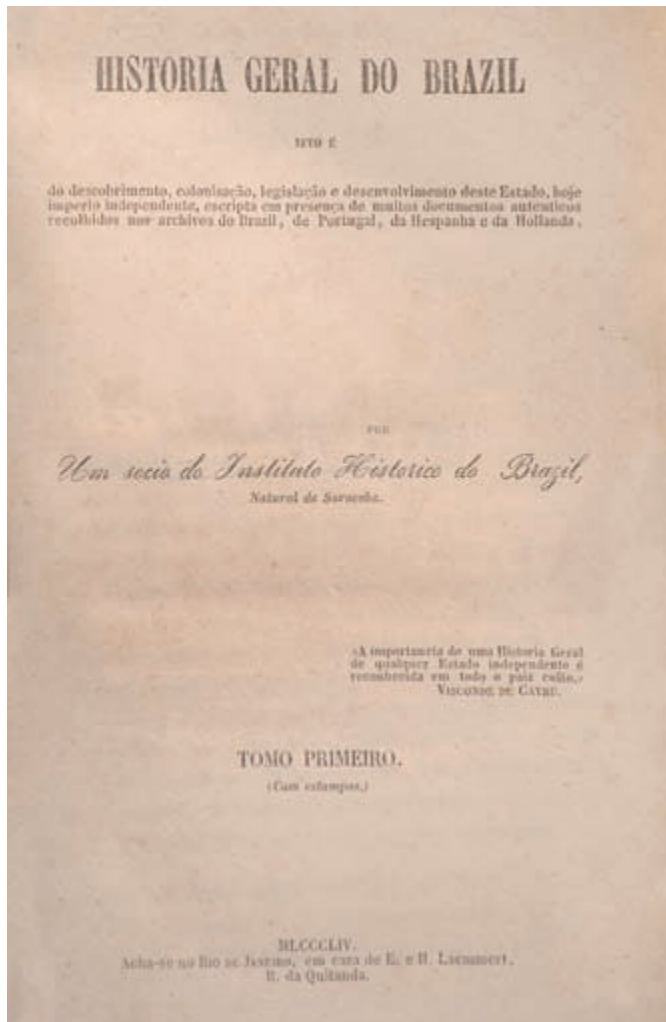 HISTORIA GERAL DO BRAZIL
ISTO É
do descobrimento, colonisação, legislação e desenvolvimento deste Estado, hoje
imperio independente, escripta em presença de muitos documentos autenticos
recolhidos nos archivos do Brazil, de Portugal, da Hespanha e da Hollanda,
POR
Um socio do Instituto Historico do Brazil,
Natural de Sorocaba.
«A importancia de uma Historia Geral
de qualquer Estado independente é
reconhecida em todo o paiz culto.»
VISCONDE DE CAYRU.
TOMO PRIMEIRO.
(Com estampas.)
MLCCCLIV.
Acha-se no RIO DE JANEIRO, em caza de E. e H. Laemmert,
R. da Quitanda.